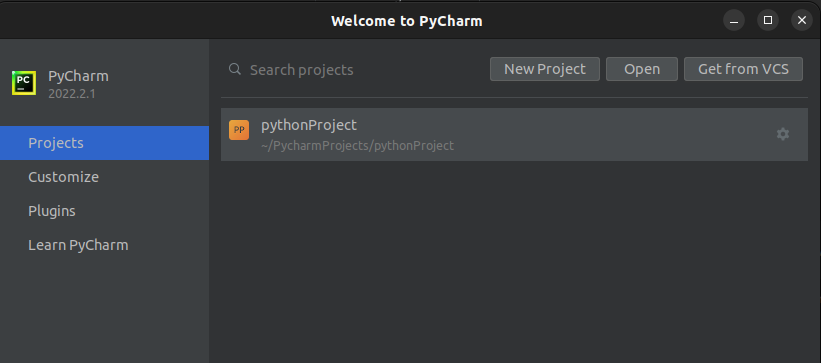 Welcome to PyCharm
PC
PyCharm
2022.2.1
Search projects
New Project
Open
Get from VCS
Projects
Customize
Plugins
Learn PyCharm
PP
pythonProject
~/PycharmProjects/pythonProject